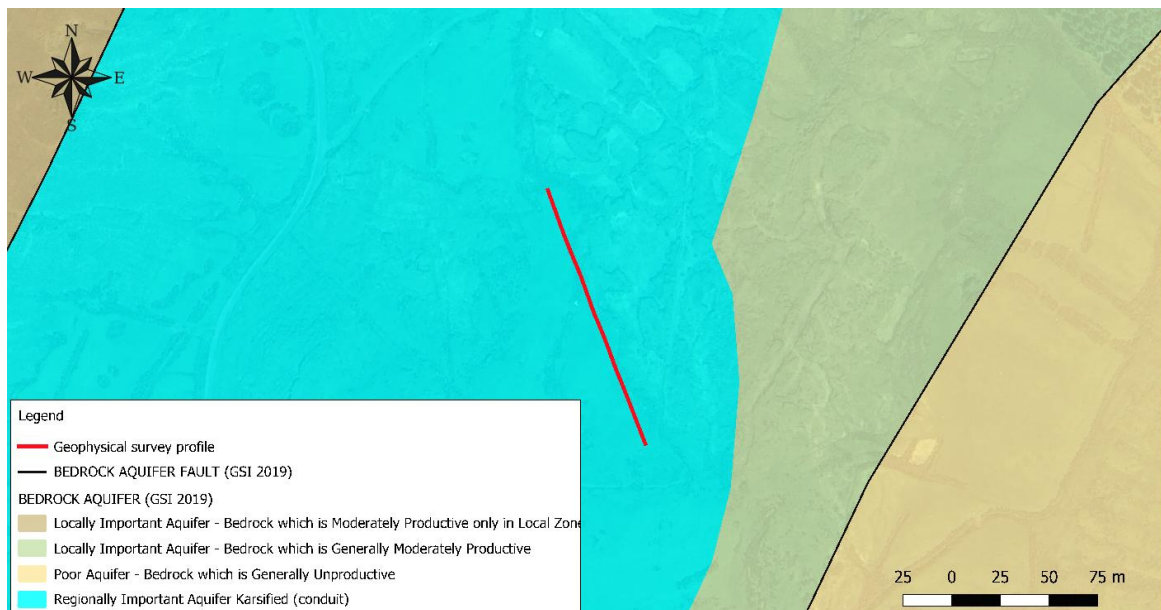 N
W E
S
Legend
Geophysical survey profile
BEDROCK AQUIFER FAULT (GSI 2019)
BEDROCK AQUIFER (GSI 2019)
Locally Important Aquifer - Bedrock which is Moderately Productive only in Local Zone
Locally Important Aquifer - Bedrock which is Generally Moderately Productive
Poor Aquifer - Bedrock which is Generally Unproductive
Regionally Important Aquifer Karsified (conduit)
25 0 25 50 75 m